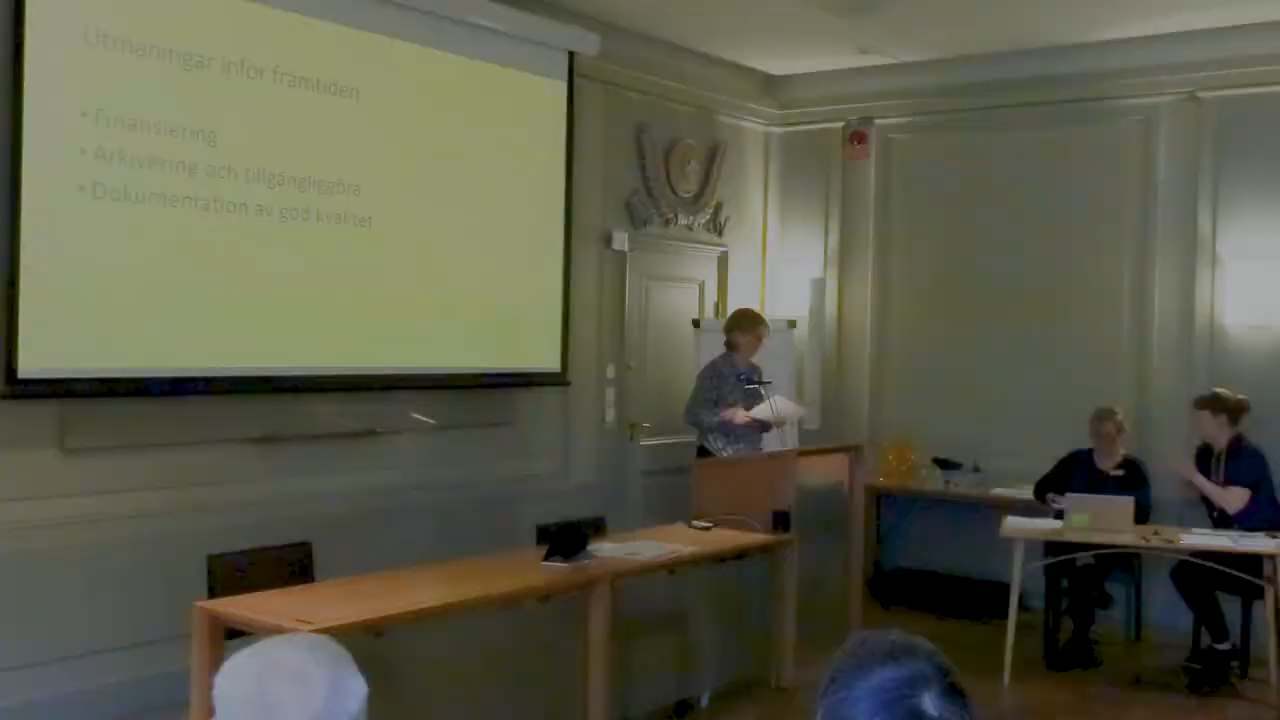 Utmaningar inför framtiden
• Finansiering
• Arkivering och tillgängliggöra
• Dokumentation av god kvalitet